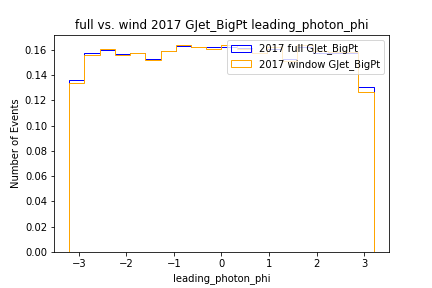 full vs. wind 2017 GJet_BigPt leading_photon_phi
2017 full GJet_BigPt
2017 window GJet_BigPt
Number of Events
0.16
0.14
0.12
0.10
0.08
0.06
0.04
0.02
0.00
−3 −2 −1 0 1 2 3
leading_photon_phi